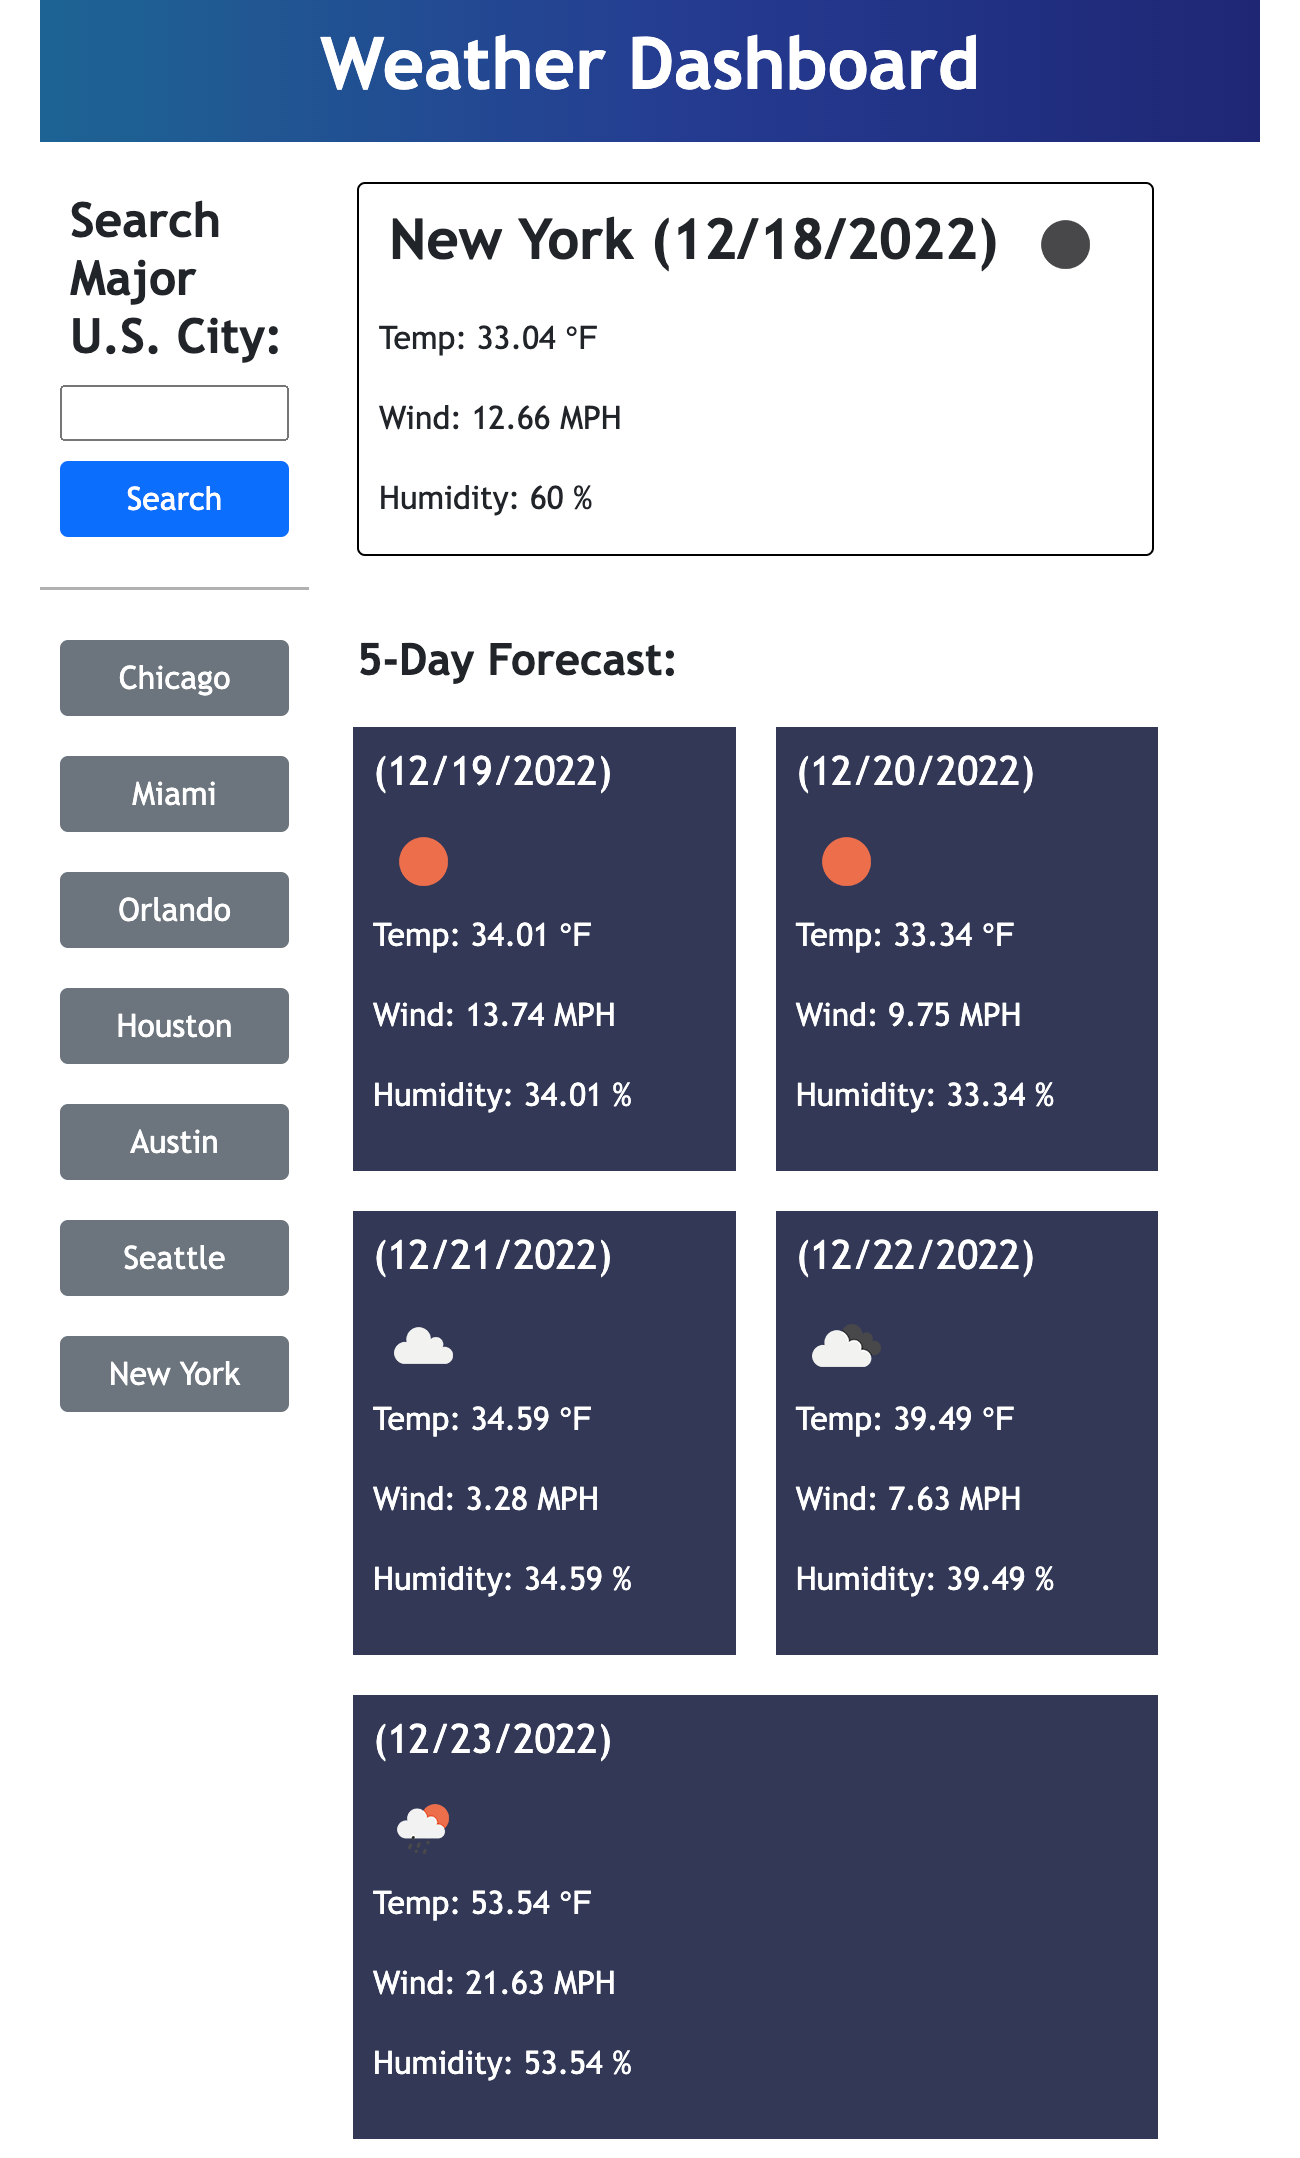 Weather Dashboard
Search
Major
U.S. City:
Search
Chicago
Miami
Orlando
Houston
Austin
Seattle
New York
New York (12/18/2022)
Temp: 33.04 °F
Wind: 12.66 MPH
Humidity: 60 %
5-Day Forecast:
(12/19/2022)
Temp: 34.01 °F
Wind: 13.74 MPH
Humidity: 34.01 %
(12/20/2022)
Temp: 33.34 °F
Wind: 9.75 MPH
Humidity: 33.34 %
(12/21/2022)
Temp: 34.59 °F
Wind: 3.28 MPH
Humidity: 34.59 %
(12/22/2022)
Temp: 39.49 °F
Wind: 7.63 MPH
Humidity: 39.49 %
(12/23/2022)
Temp: 53.54 °F
Wind: 21.63 MPH
Humidity: 53.54 %